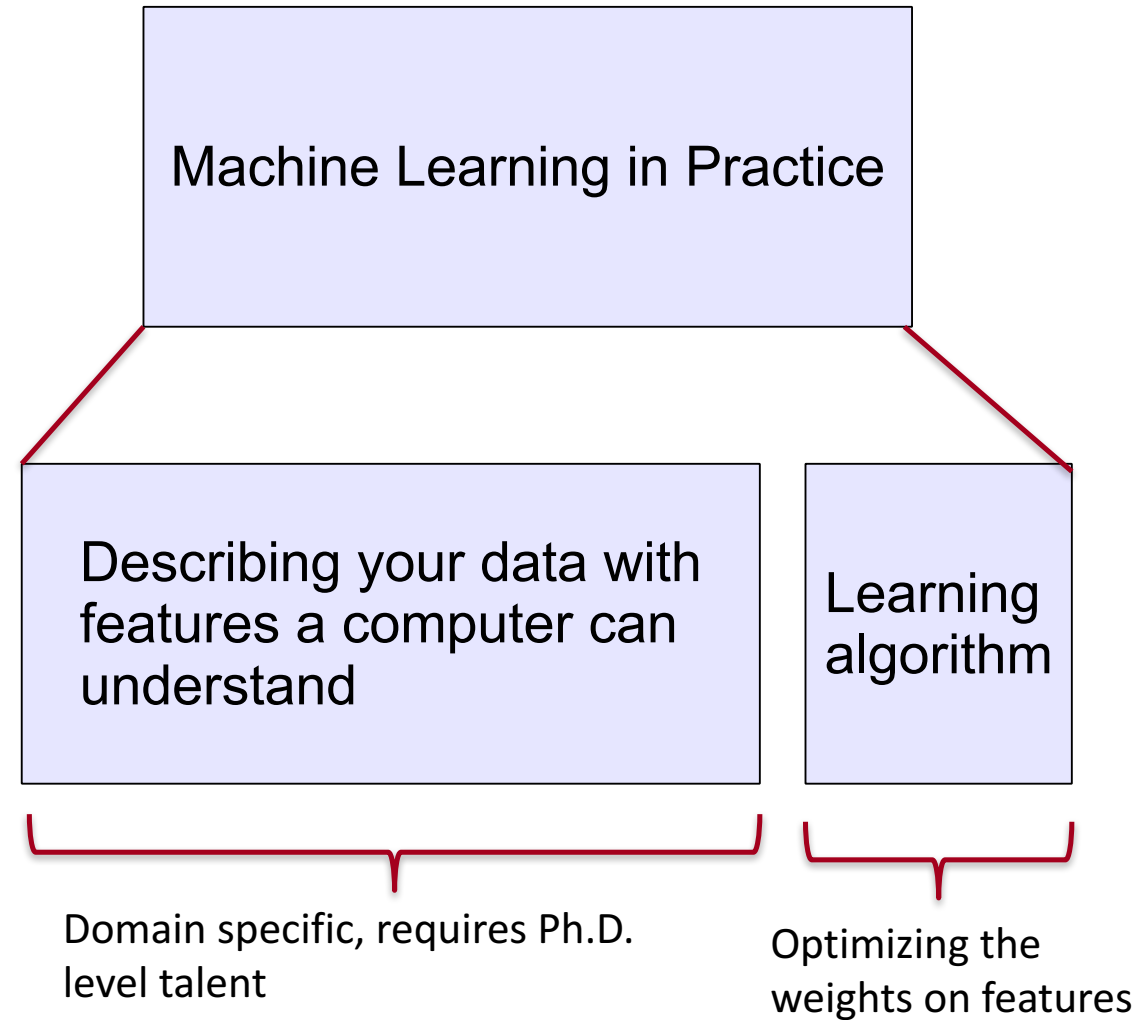 Machine Learning in Practice
Describing your data with
features a computer can
understand
Learning
algorithm
Domain specific, requires Ph.D.
level talent
Optimizing the
weights on features